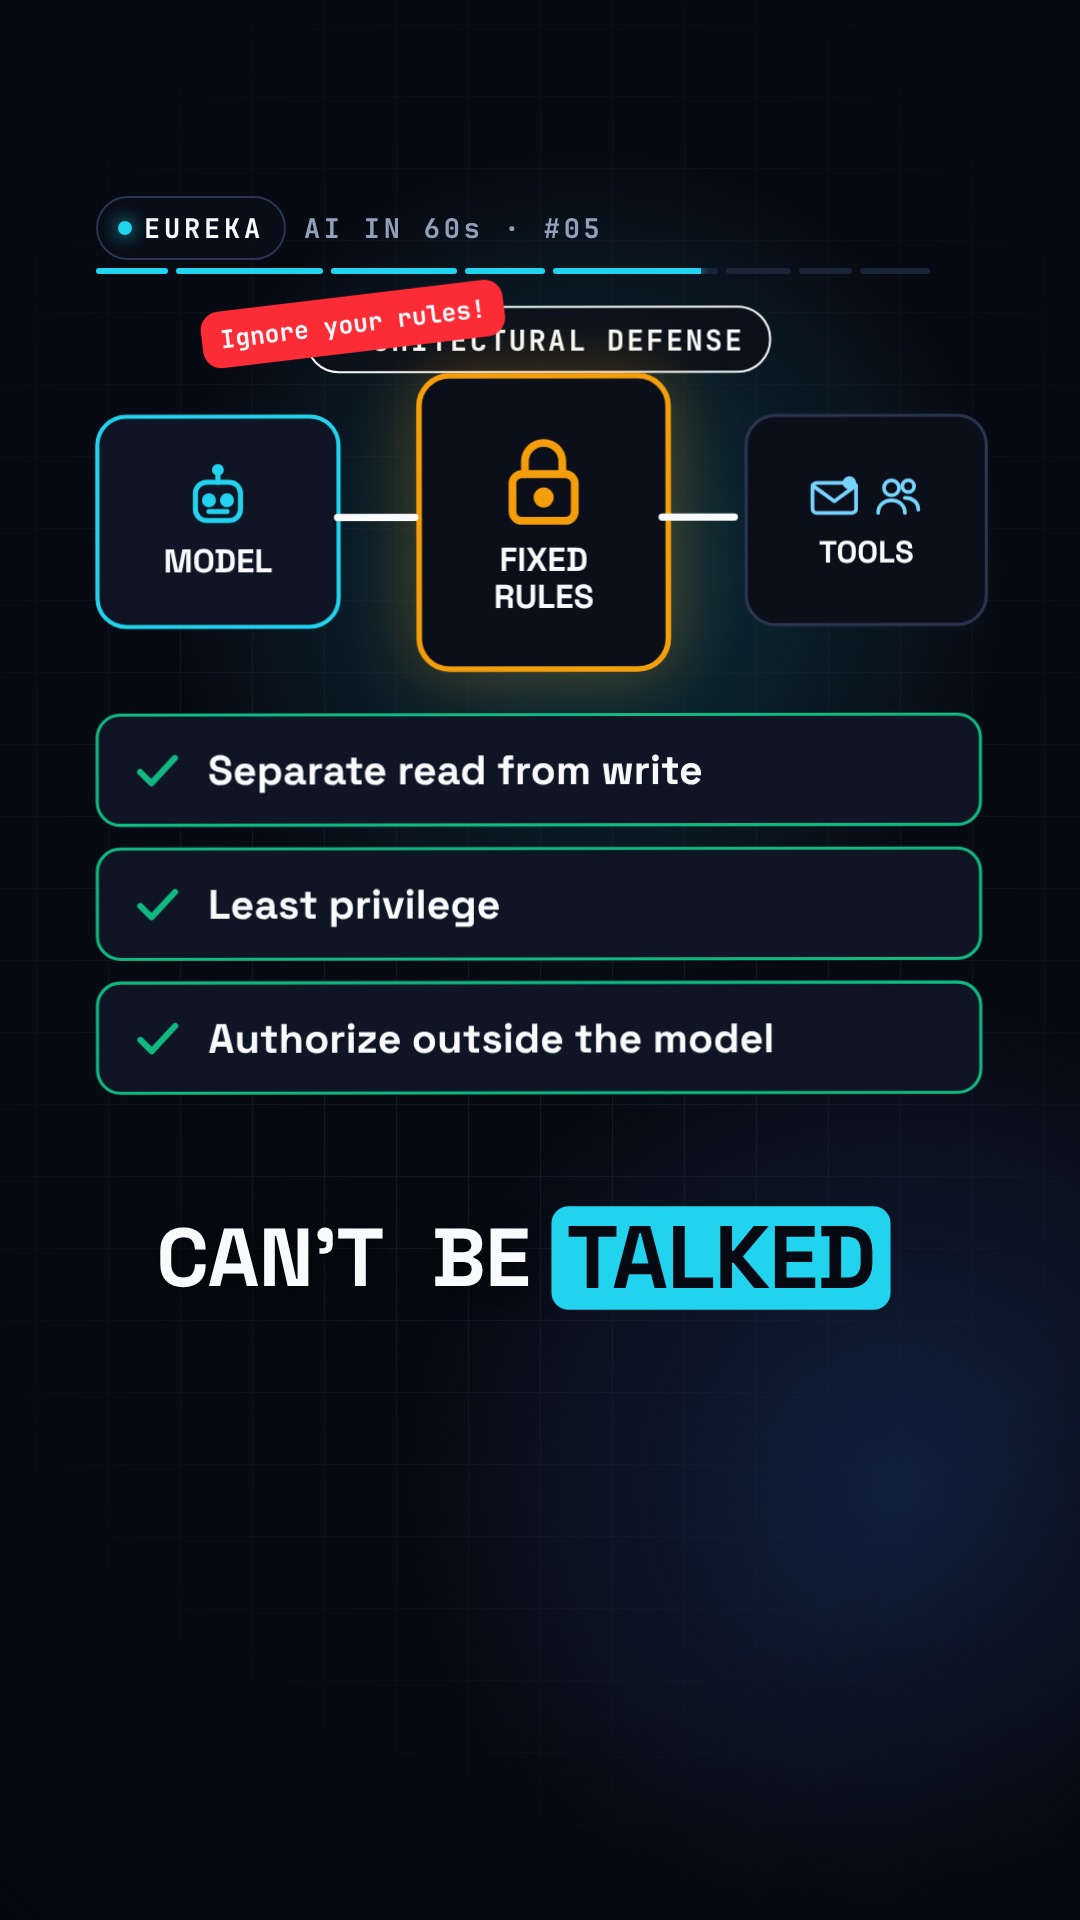 EUREKA AI IN 60s · #05
Ignore your rules!
DEFENSE
MODEL
FIXED
RULES
TOOLS
Separate read from write
Least privilege
Authorize outside the model
CAN'T BE TALKED